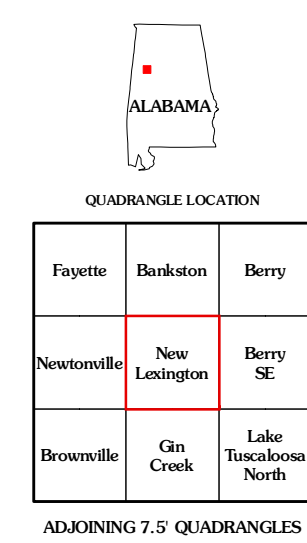 ALABAMA
QUADRANGLE LOCATION
Fayette
Bankston
Berry
Newtonville
New
Lexington
Berry
SE
Brownville
Gin
Creek
Lake
Tuscaloosa
North
ADJOINING 7.5' QUADRANGLES